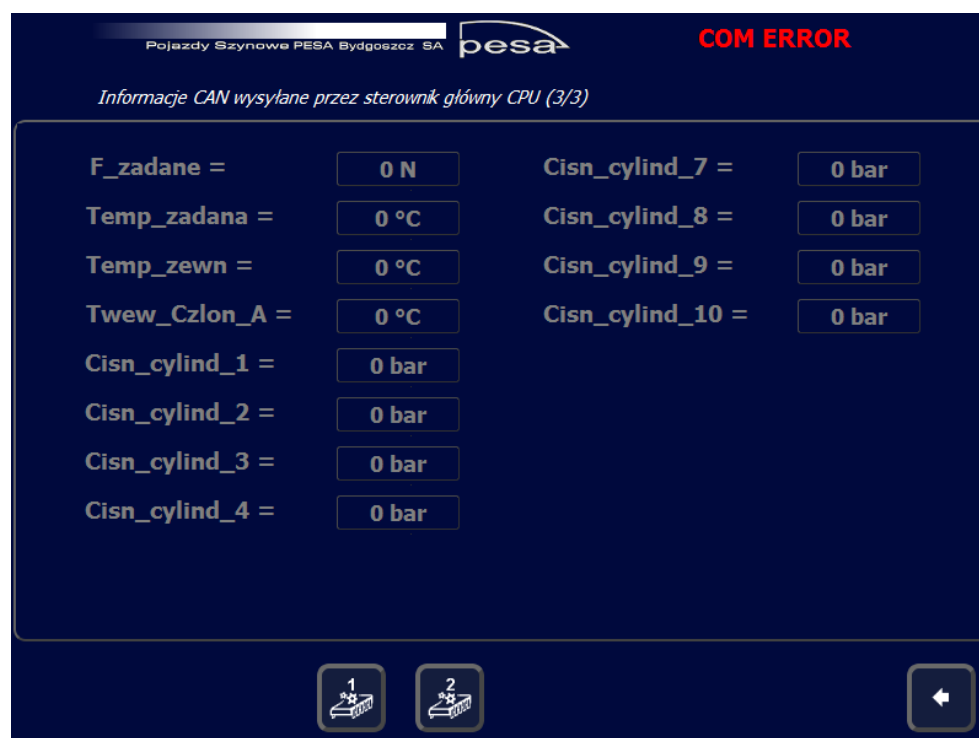 Pojazdy Szynowe PESA Bydgoszcz SA
pesa
COM ERROR
Informacje CAN wysyłane przez sterownik główny CPU (3/3)
F_zadane = 0 N
Temp_zadana = 0 °C
Temp_zewn = 0 °C
Twew_Czlon_A = 0 °C
Cisn_cylind_1 = 0 bar
Cisn_cylind_2 = 0 bar
Cisn_cylind_3 = 0 bar
Cisn_cylind_4 = 0 bar
Cisn_cylind_7 = 0 bar
Cisn_cylind_8 = 0 bar
Cisn_cylind_9 = 0 bar
Cisn_cylind_10 = 0 bar
1
2